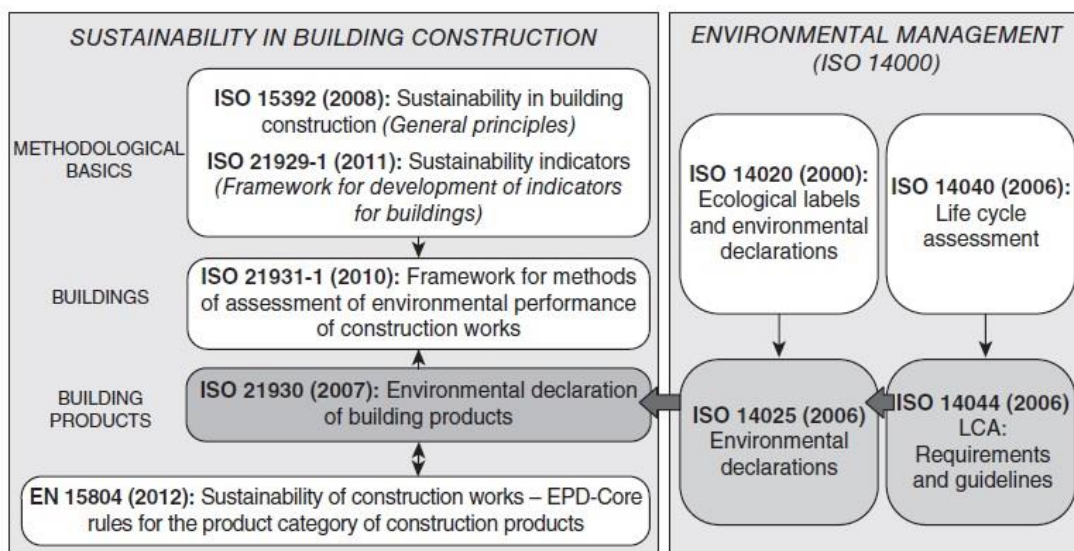 SUSTAINABILITY IN BUILDING CONSTRUCTION
METHODOLOGICAL
BASICS
ISO 15392 (2008): Sustainability in building
construction (General principles)
ISO 21929-1 (2011): Sustainability indicators
(Framework for development of indicators
for buildings)
BUILDINGS
ISO 21931-1 (2010): Framework for methods
of assessment of environmental performance
of construction works
BUILDING
PRODUCTS
ISO 21930 (2007): Environmental declaration
of building products
EN 15804 (2012): Sustainability of construction works – EPD-Core
rules for the product category of construction products
ENVIRONMENTAL MANAGEMENT
(ISO 14000)
ISO 14020 (2000):
Ecological labels
and environmental
declarations
ISO 14040 (2006):
Life cycle
assessment
ISO 14025 (2006)
Environmental
declarations
ISO 14044 (2006)
LCA:
Requirements
and guidelines